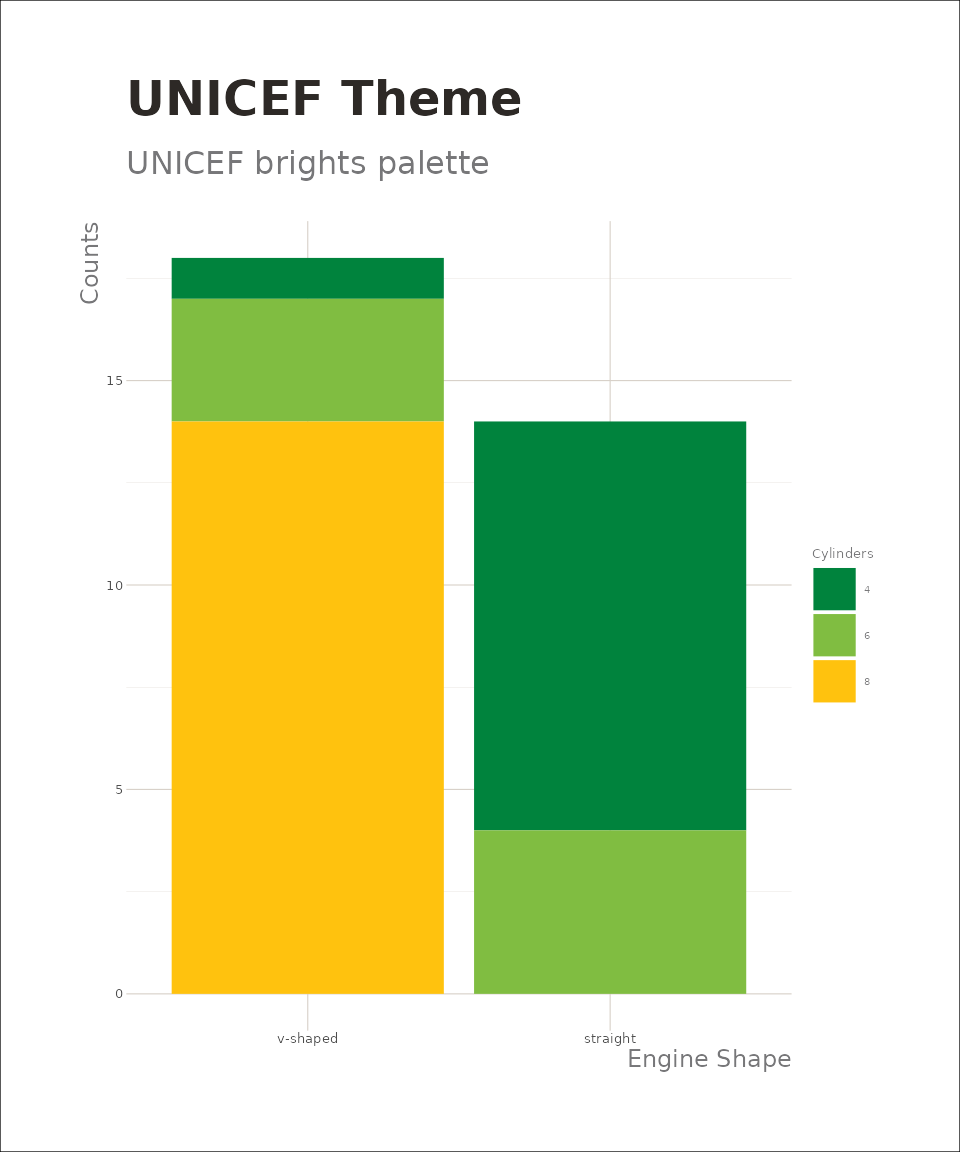 UNICEF Theme
UNICEF brights palette
Counts
15
10
5
0
v-shaped
straight
Engine Shape
Cylinders
4
6
8